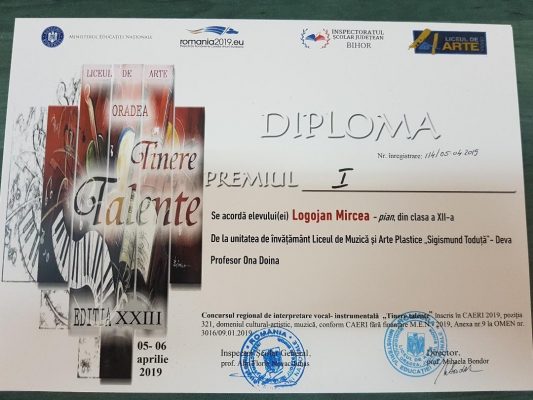 MINISTERUL EDUCAȚIEI NAȚIONALE
romania2019.eu
INSPECTORATUL
ȘCOLAR JUDEȚEAN
BIHOR
LICEUL DE
ARTE
LICEUL DE ARTE
ORADEA
Tinere
Talente
EDITIA XXIII
05- 06
aprilie
2019
DIPLOMA
Nr. înregistrare: 114/05.04.2019
PREMIUL I
Se acordă elevului(ei) Logojan Mircea - pian, din clasa a XII-a
De la unitatea de învățământ Liceul de Muzică și Arte Plastice „Sigismund Toduță”- Deva
Profesor Ona Doina
Concursul regional de interpretare vocal- instrumentală „Tinere talente” înscris în CAERI 2019, poziția
321, domeniul cultural-artistic, muzică, conform CAERI fără finanțare M.E.N. 2019, Anexa nr.9 la OMEN nr.
3016/09.01.2019
Inspector Școlar General,
prof.
Director,
prof. Mihaela Bondor